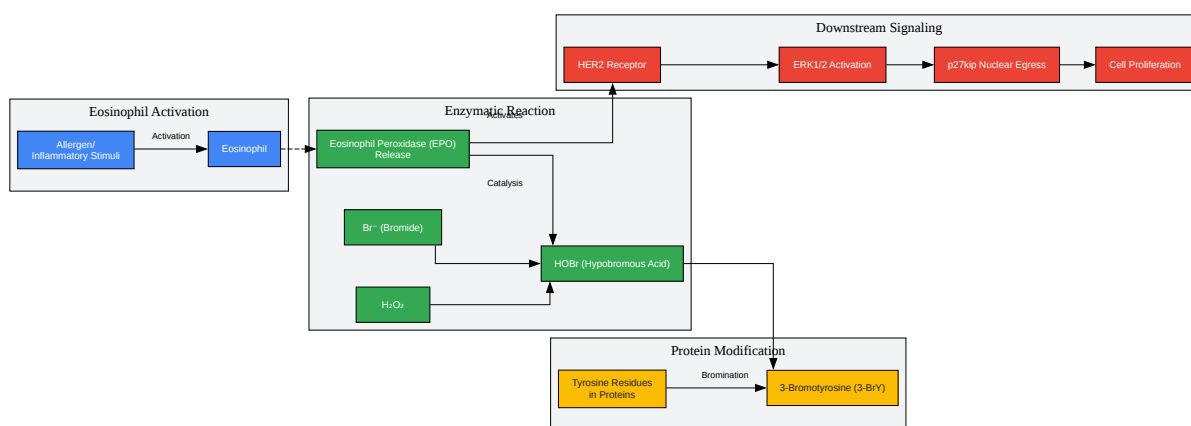 Downstream Signaling
HER2 Receptor
ERK1/2 Activation
p27kip Nuclear Egress
Cell Proliferation
Eosinophil Activation
Allergen/
Inflammatory Stimuli
Activation
Eosinophil
Enzymatic Reaction
Activates
Eosinophil Peroxidase (EPO)
Release
Catalysis
Br⁻ (Bromide)
HOBr (Hypobromous Acid)
H₂O₂
Protein Modification
Tyrosine Residues
in Proteins
Bromination
3-Bromotyrosine (3-BrY)